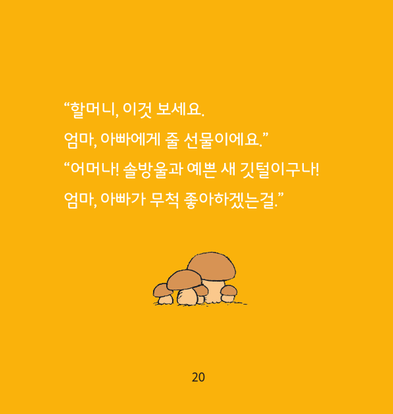 “할머니, 이것 보세요.
엄마, 아빠에게 줄 선물이에요.”
“어머나! 솔방울과 예쁜 새 깃털이구나!
엄마, 아빠가 무척 좋아하겠는걸.”
20